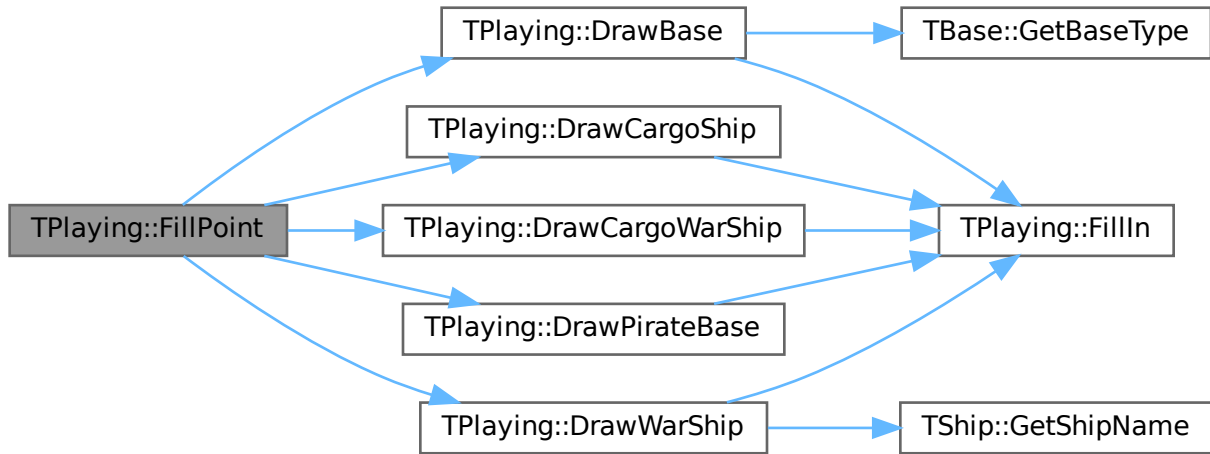 TPlaying::DrawBase
TBase::GetBaseType
TPlaying::DrawCargoShip
TPlaying::FillPoint
TPlaying::DrawCargoWarShip
TPlaying::FillIn
TPlaying::DrawPirateBase
TPlaying::DrawWarShip
TShip::GetShipName